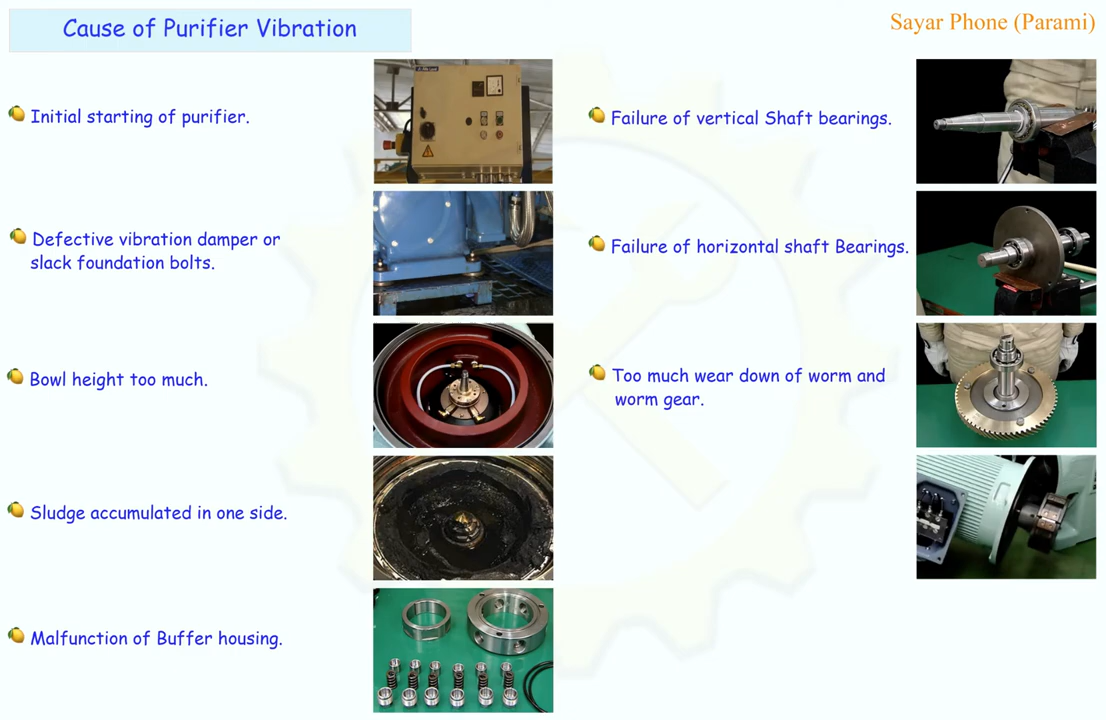 Cause of Purifier Vibration
Sayar Phone (Parami)
Initial starting of purifier.
Defective vibration damper or
slack foundation bolts.
Bowl height too much.
Sludge accumulated in one side.
Malfunction of Buffer housing.
Failure of vertical Shaft bearings.
Failure of horizontal shaft Bearings.
Too much wear down of worm and
worm gear.